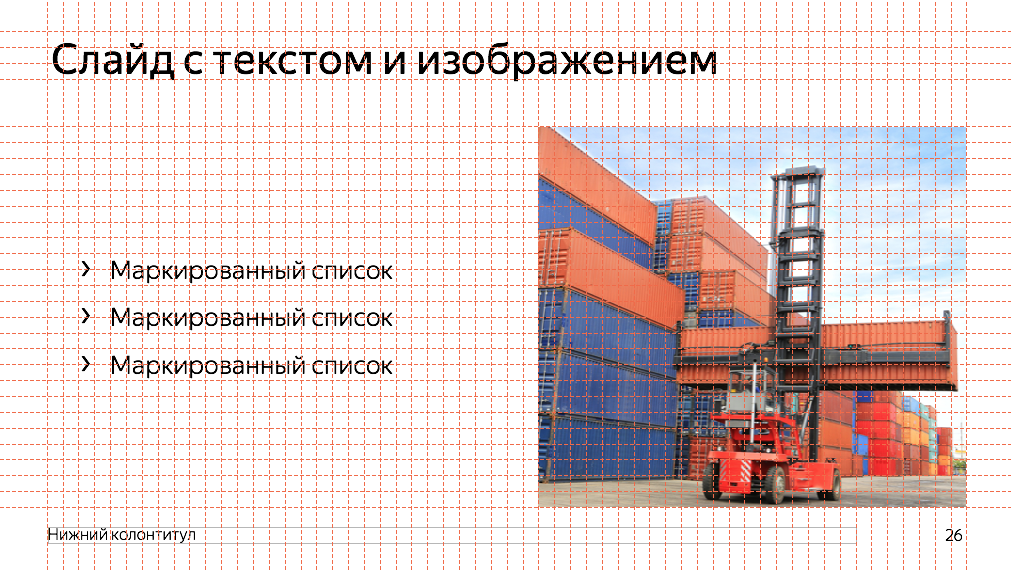 Слайд с текстом и изображением
Маркированный список
Маркированный список
Маркированный список
Нижний колонтитул
26